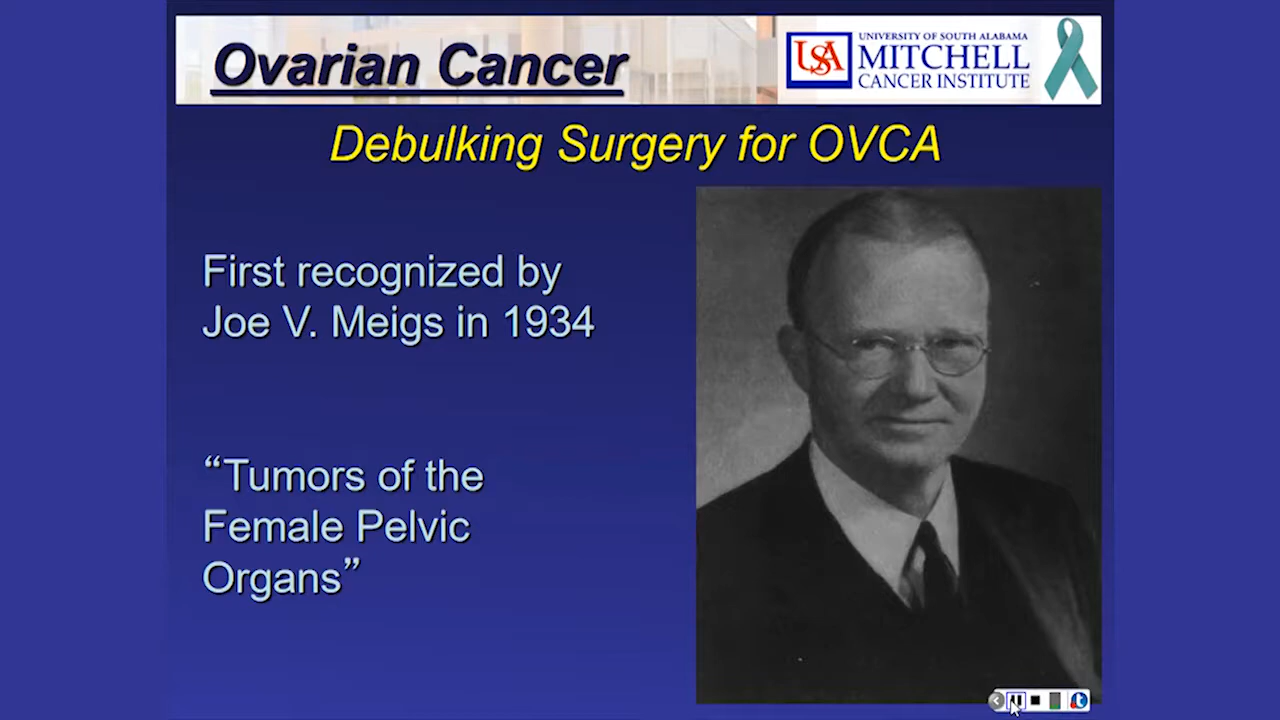 Ovarian Cancer
USA
UNIVERSITY OF SOUTH ALABAMA
MITCHELL
CANCER INSTITUTE
Debulking Surgery for OVCA
First recognized by
Joe V. Meigs in 1934
“Tumors of the
Female Pelvic
Organs”